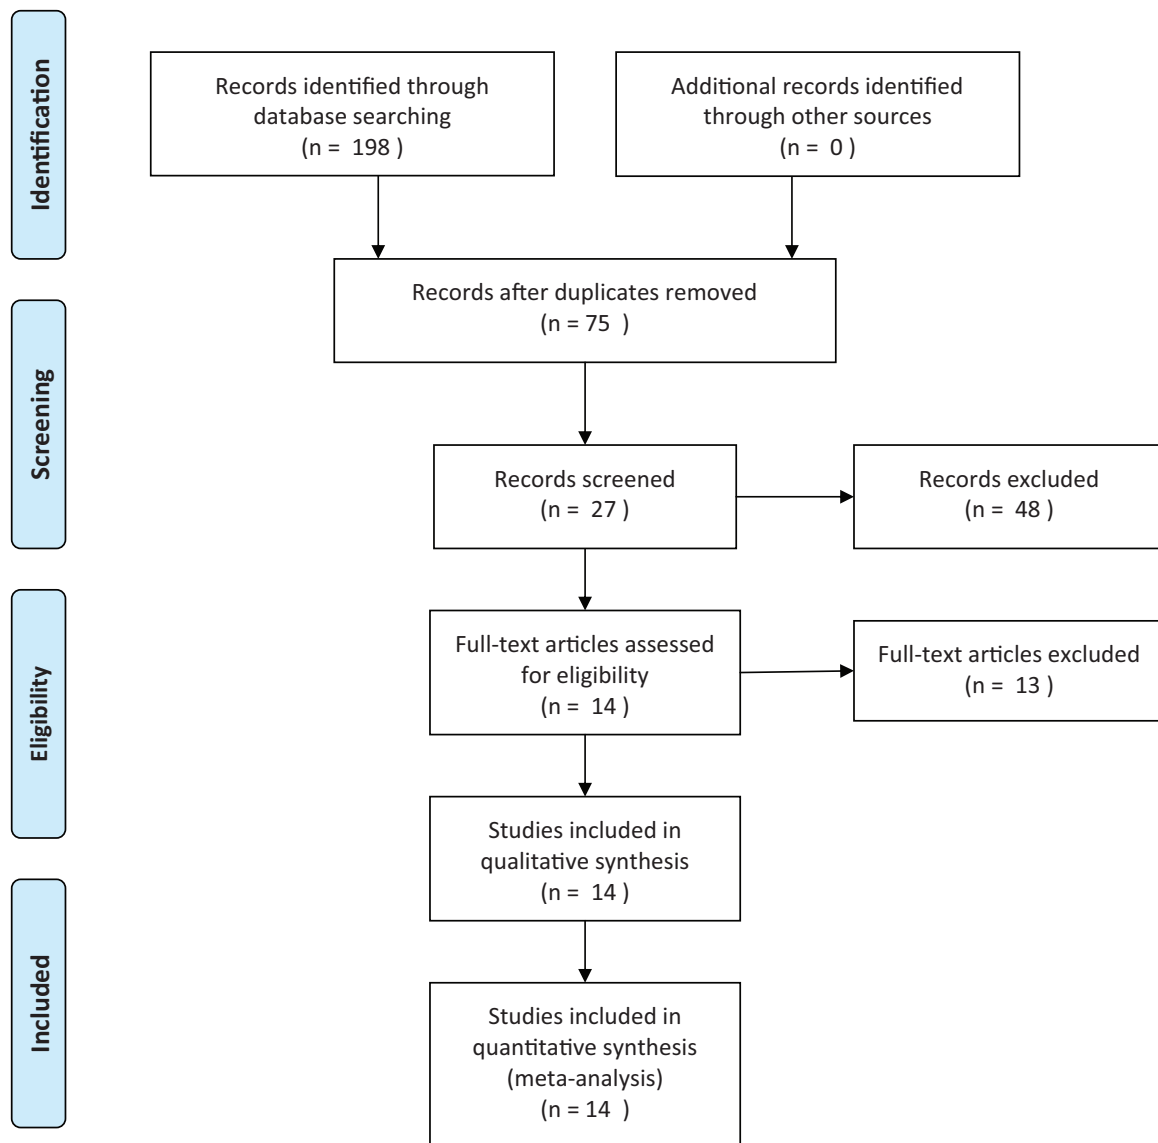 Identification
Records identified through
database searching
(n = 198 )
Additional records identified
through other sources
(n = 0 )
Records after duplicates removed
(n = 75 )
Screening
Records screened
(n = 27 )
Records excluded
(n = 48 )
Eligibility
Full-text articles assessed
for eligibility
(n = 14 )
Full-text articles excluded
(n = 13 )
Studies included in
qualitative synthesis
(n = 14 )
Included
Studies included in
quantitative synthesis
(meta-analysis)
(n = 14 )